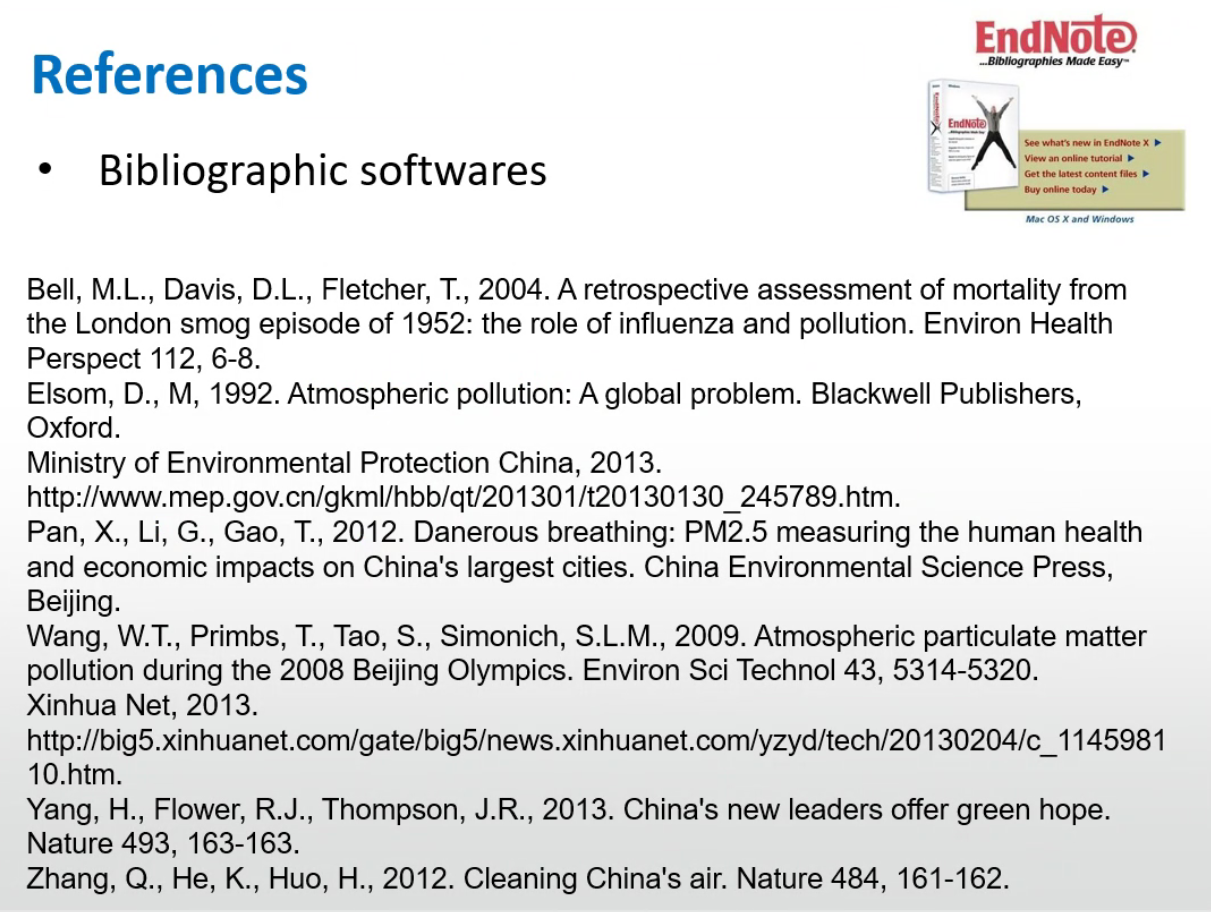 References
EndNote
...Bibliographies Made Easy™
• Bibliographic softwares
EndNote
See what's new in EndNote X
View an online tutorial
Get the latest content files
Buy online today
Mac OS X and Windows
Bell, M.L., Davis, D.L., Fletcher, T., 2004. A retrospective assessment of mortality from
the London smog episode of 1952: the role of influenza and pollution. Environ Health
Perspect 112, 6-8.
Elsom, D., M, 1992. Atmospheric pollution: A global problem. Blackwell Publishers,
Oxford.
Ministry of Environmental Protection China, 2013.
http://www.mep.gov.cn/gkml/hbb/qt/201301/t20130130_245789.htm.
Pan, X., Li, G., Gao, T., 2012. Danerous breathing: PM2.5 measuring the human health
and economic impacts on China's largest cities. China Environmental Science Press,
Beijing.
Wang, W.T., Primbs, T., Tao, S., Simonich, S.L.M., 2009. Atmospheric particulate matter
pollution during the 2008 Beijing Olympics. Environ Sci Technol 43, 5314-5320.
Xinhua Net, 2013.
http://big5.xinhuanet.com/gate/big5/news.xinhuanet.com/yzyd/tech/20130204/c_1145981
10.htm.
Yang, H., Flower, R.J., Thompson, J.R., 2013. China's new leaders offer green hope.
Nature 493, 163-163.
Zhang, Q., He, K., Huo, H., 2012. Cleaning China's air. Nature 484, 161-162.